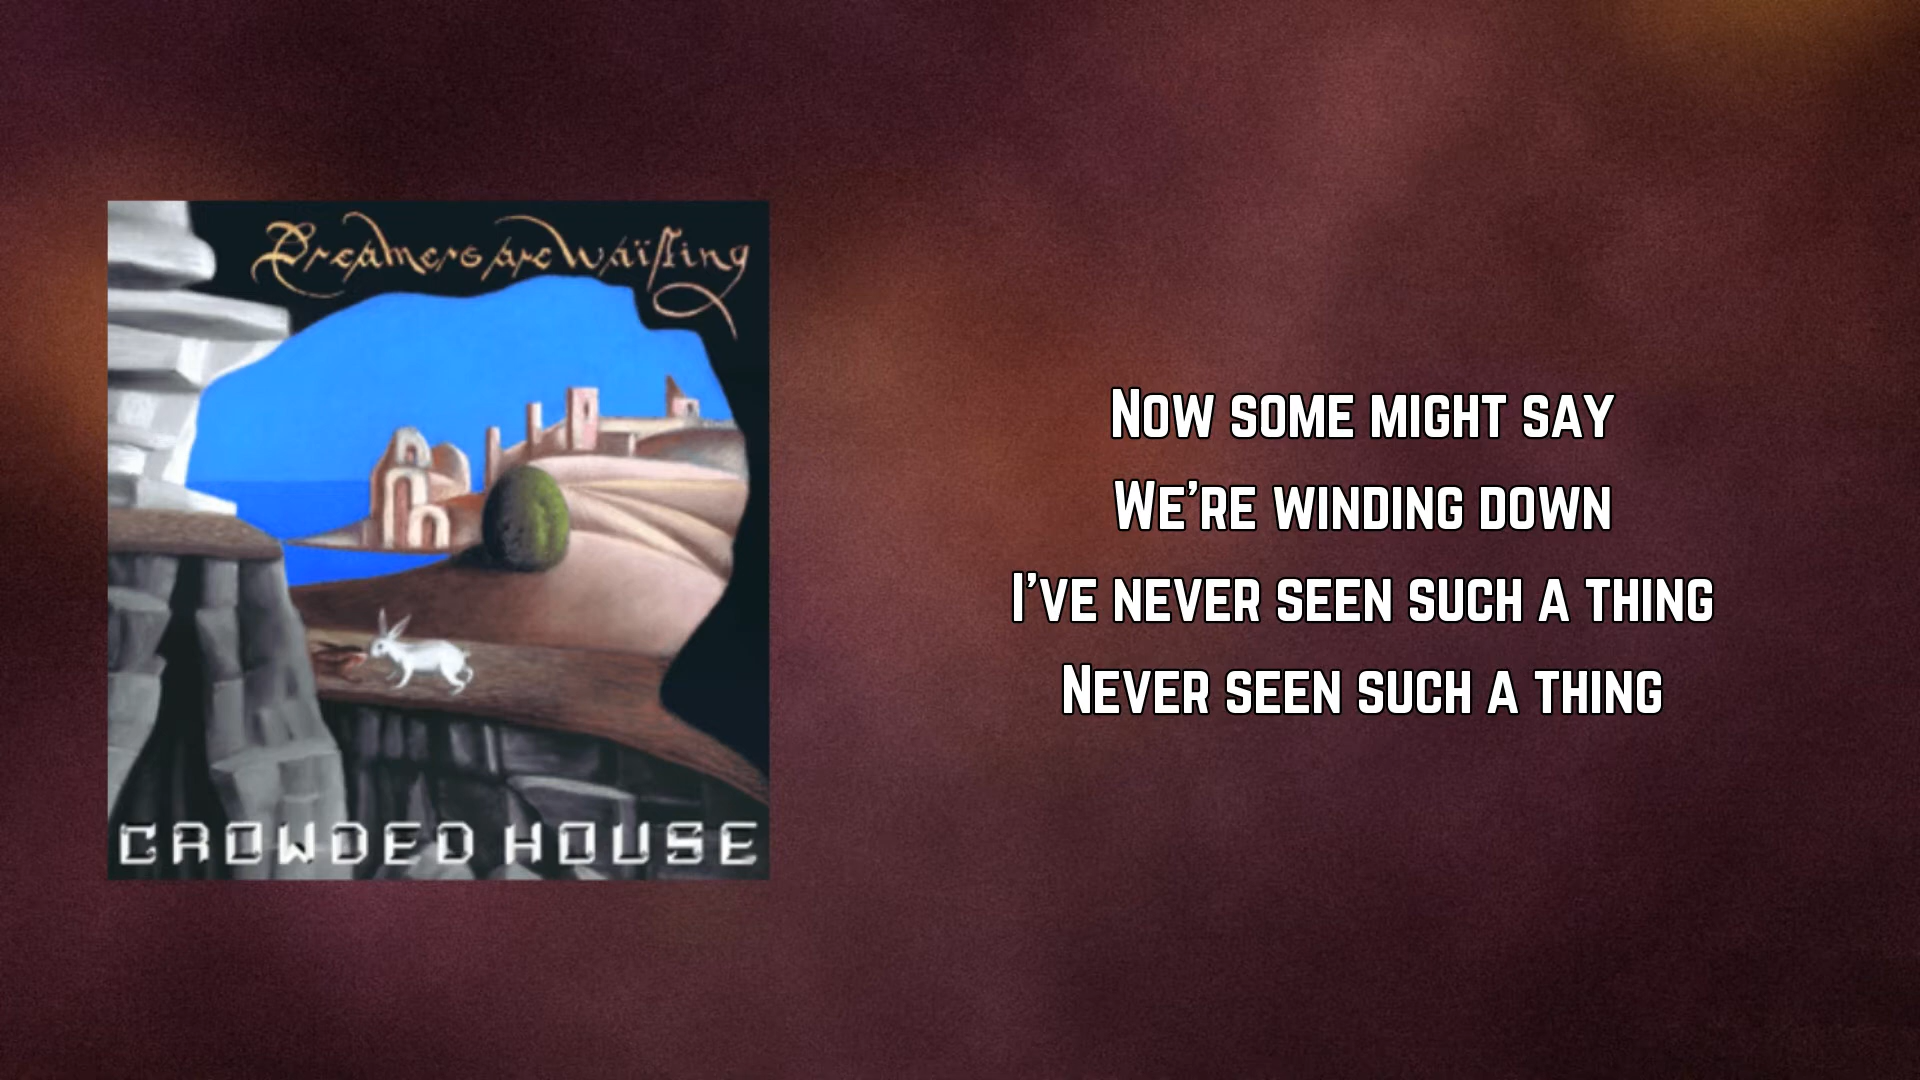 Dreamers are Waiting
CROWDED HOUSE
Now some might say
We're winding down
I've never seen such a thing
Never seen such a thing